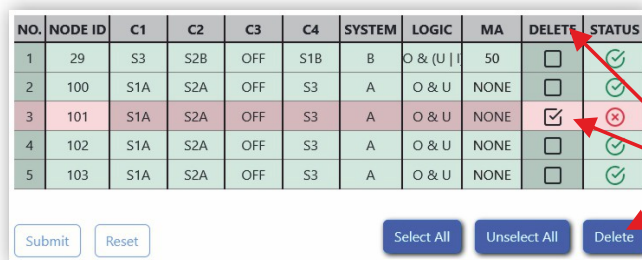 NO. NODE ID C1 C2 C3 C4 SYSTEM LOGIC MA DELETE STATUS
1 29 S3 S2B OFF S1B B O & (U | 50
2 100 S1A S2A OFF S3 A O & U NONE
3 101 S1A S2A OFF S3 A O & U NONE
4 102 S1A S2A OFF S3 A O & U NONE
5 103 S1A S2A OFF S3 A O & U NONE
Submit Reset Select All Unselect All Delete